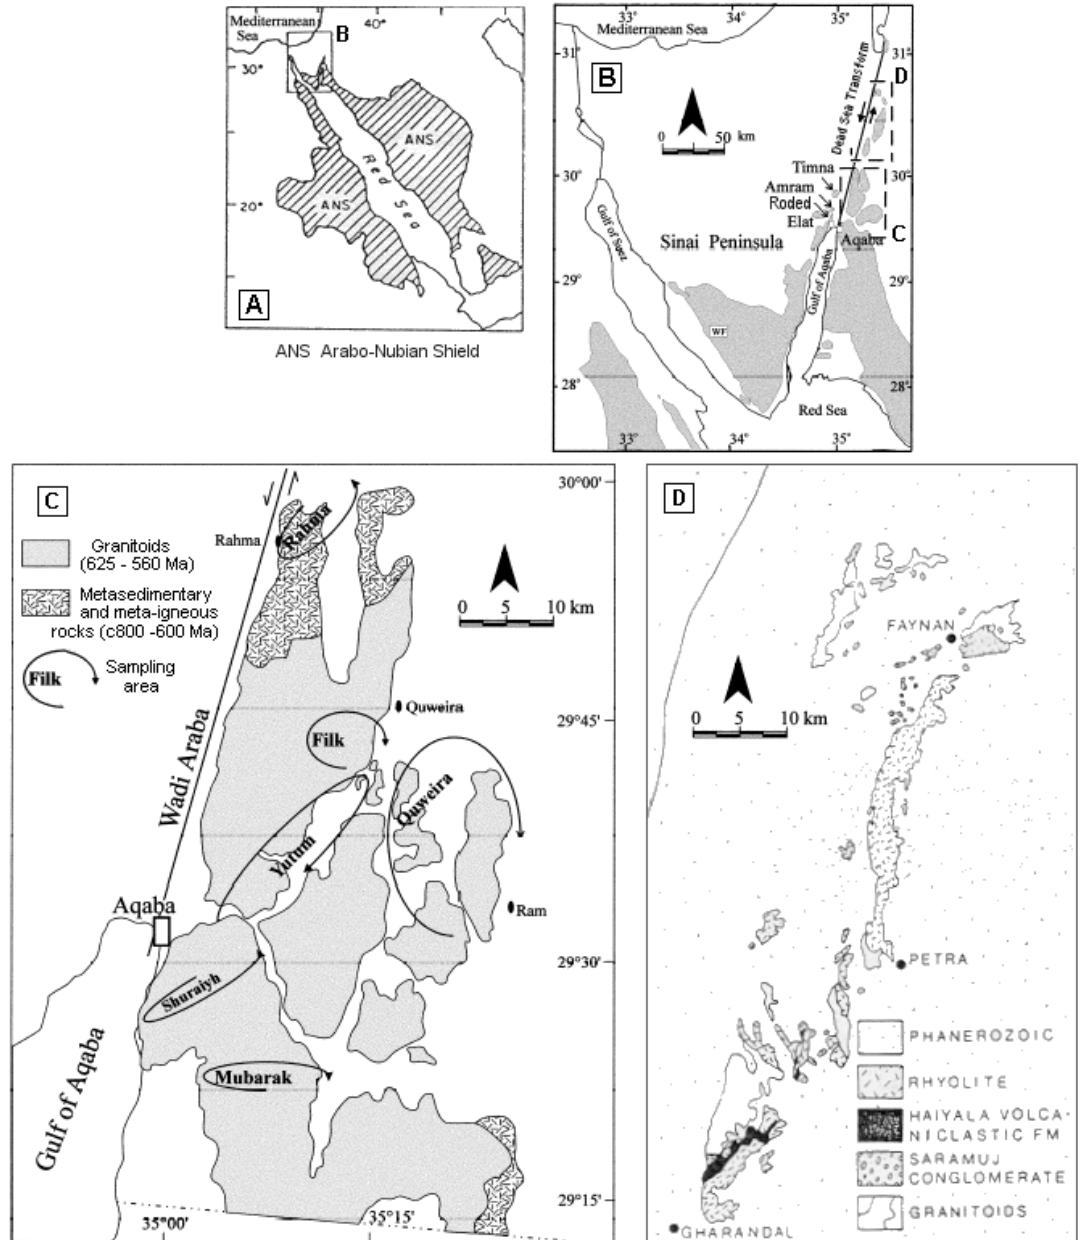 Mediterranean
Sea
40°
B
30°
ANS
Red Sea
ANS
20°
A
ANS Arabo-Nubian Shield
33°
34°
35°
Mediterranean Sea
31°
31°
B
D
Dead Sea Transform
0 50 km
Timna
30°
30°
Amram
Roded
Elat
C
Aqaba
Gulf of Suez
Sinai Peninsula
Gulf of Aqaba
29°
29°
WF
28°
28°
Red Sea
33°
34°
35°
C
30°00'
Rahma
Rahma
Granitoids
(625 - 560 Ma)
Metasedimentary
and meta-igneous
rocks (c800 -600 Ma)
0 5 10 km
Filk
Sampling
area
Quweira
29°45'
Filk
Wadi Araba
Quweira
Yutum
Aqaba
Ram
29°30'
Shuraiyh
Mubarak
Gulf of Aqaba
29°15'
35°00'
35°15'
D
FAYNAN
0 5 10 km
PETRA
PHANEROZOIC
RHYOLITE
HAIYALA VOLCA-
NICLASTIC FM
SARAMUJ
CONGLOMERATE
GRANITOIDS
GHARANDAL